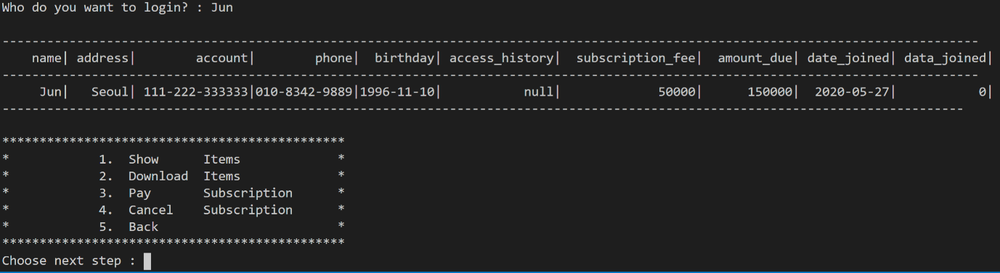 Who do you want to login? : Jun
-----------------------------------------------------------------------------------------------------------------------------------
name| address| account| phone| birthday| access_history| subscription_fee| amount_due| date_joined| data_joined|
-----------------------------------------------------------------------------------------------------------------------------------
Jun| Seoul| 111-222-333333|010-8342-9889|1996-11-10| null| 50000| 150000| 2020-05-27| 0|
---------------------------------------------------------------------------------------------------------------------------------
**********************************************
* 1. Show Items *
* 2. Download Items *
* 3. Pay Subscription *
* 4. Cancel Subscription *
* 5. Back *
**********************************************
Choose next step :